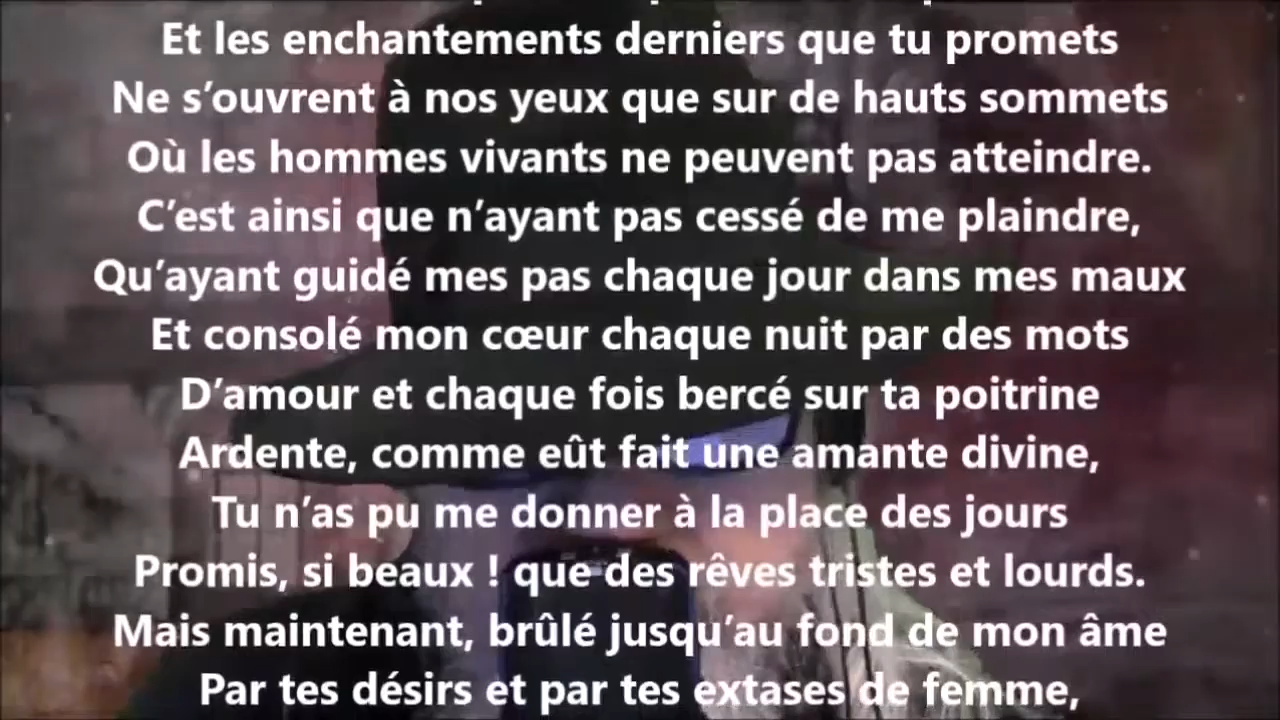 Et les enchantements derniers que tu promets
Ne s’ouvrent à nos yeux que sur de hauts sommets
Où les hommes vivants ne peuvent pas atteindre.
C’est ainsi que n’ayant pas cessé de me plaindre,
Qu’ayant guidé mes pas chaque jour dans mes maux
Et consolé mon cœur chaque nuit par des mots
D’amour et chaque fois bercé sur ta poitrine
Ardente, comme eût fait une amante divine,
Tu n’as pu me donner à la place des jours
Promis, si beaux ! que des rêves tristes et lourds.
Mais maintenant, brûlé jusqu’au fond de mon âme
Par tes désirs et par tes extases de femme,